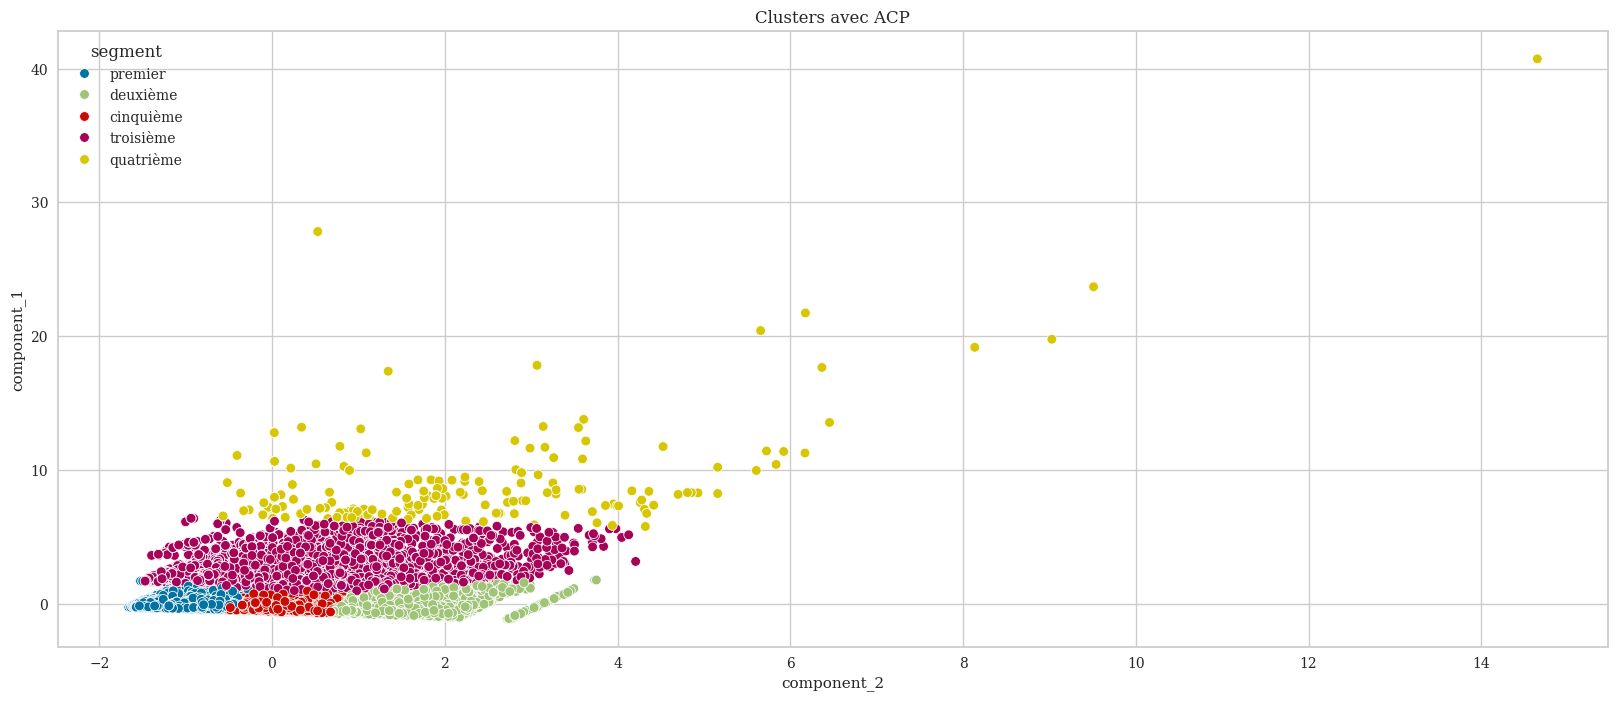 Clusters avec ACP
segment
premier
deuxième
cinquième
troisième
quatrième
40
30
20
10
0
component_1
−2
0
2
4
6
8
10
12
14
component_2